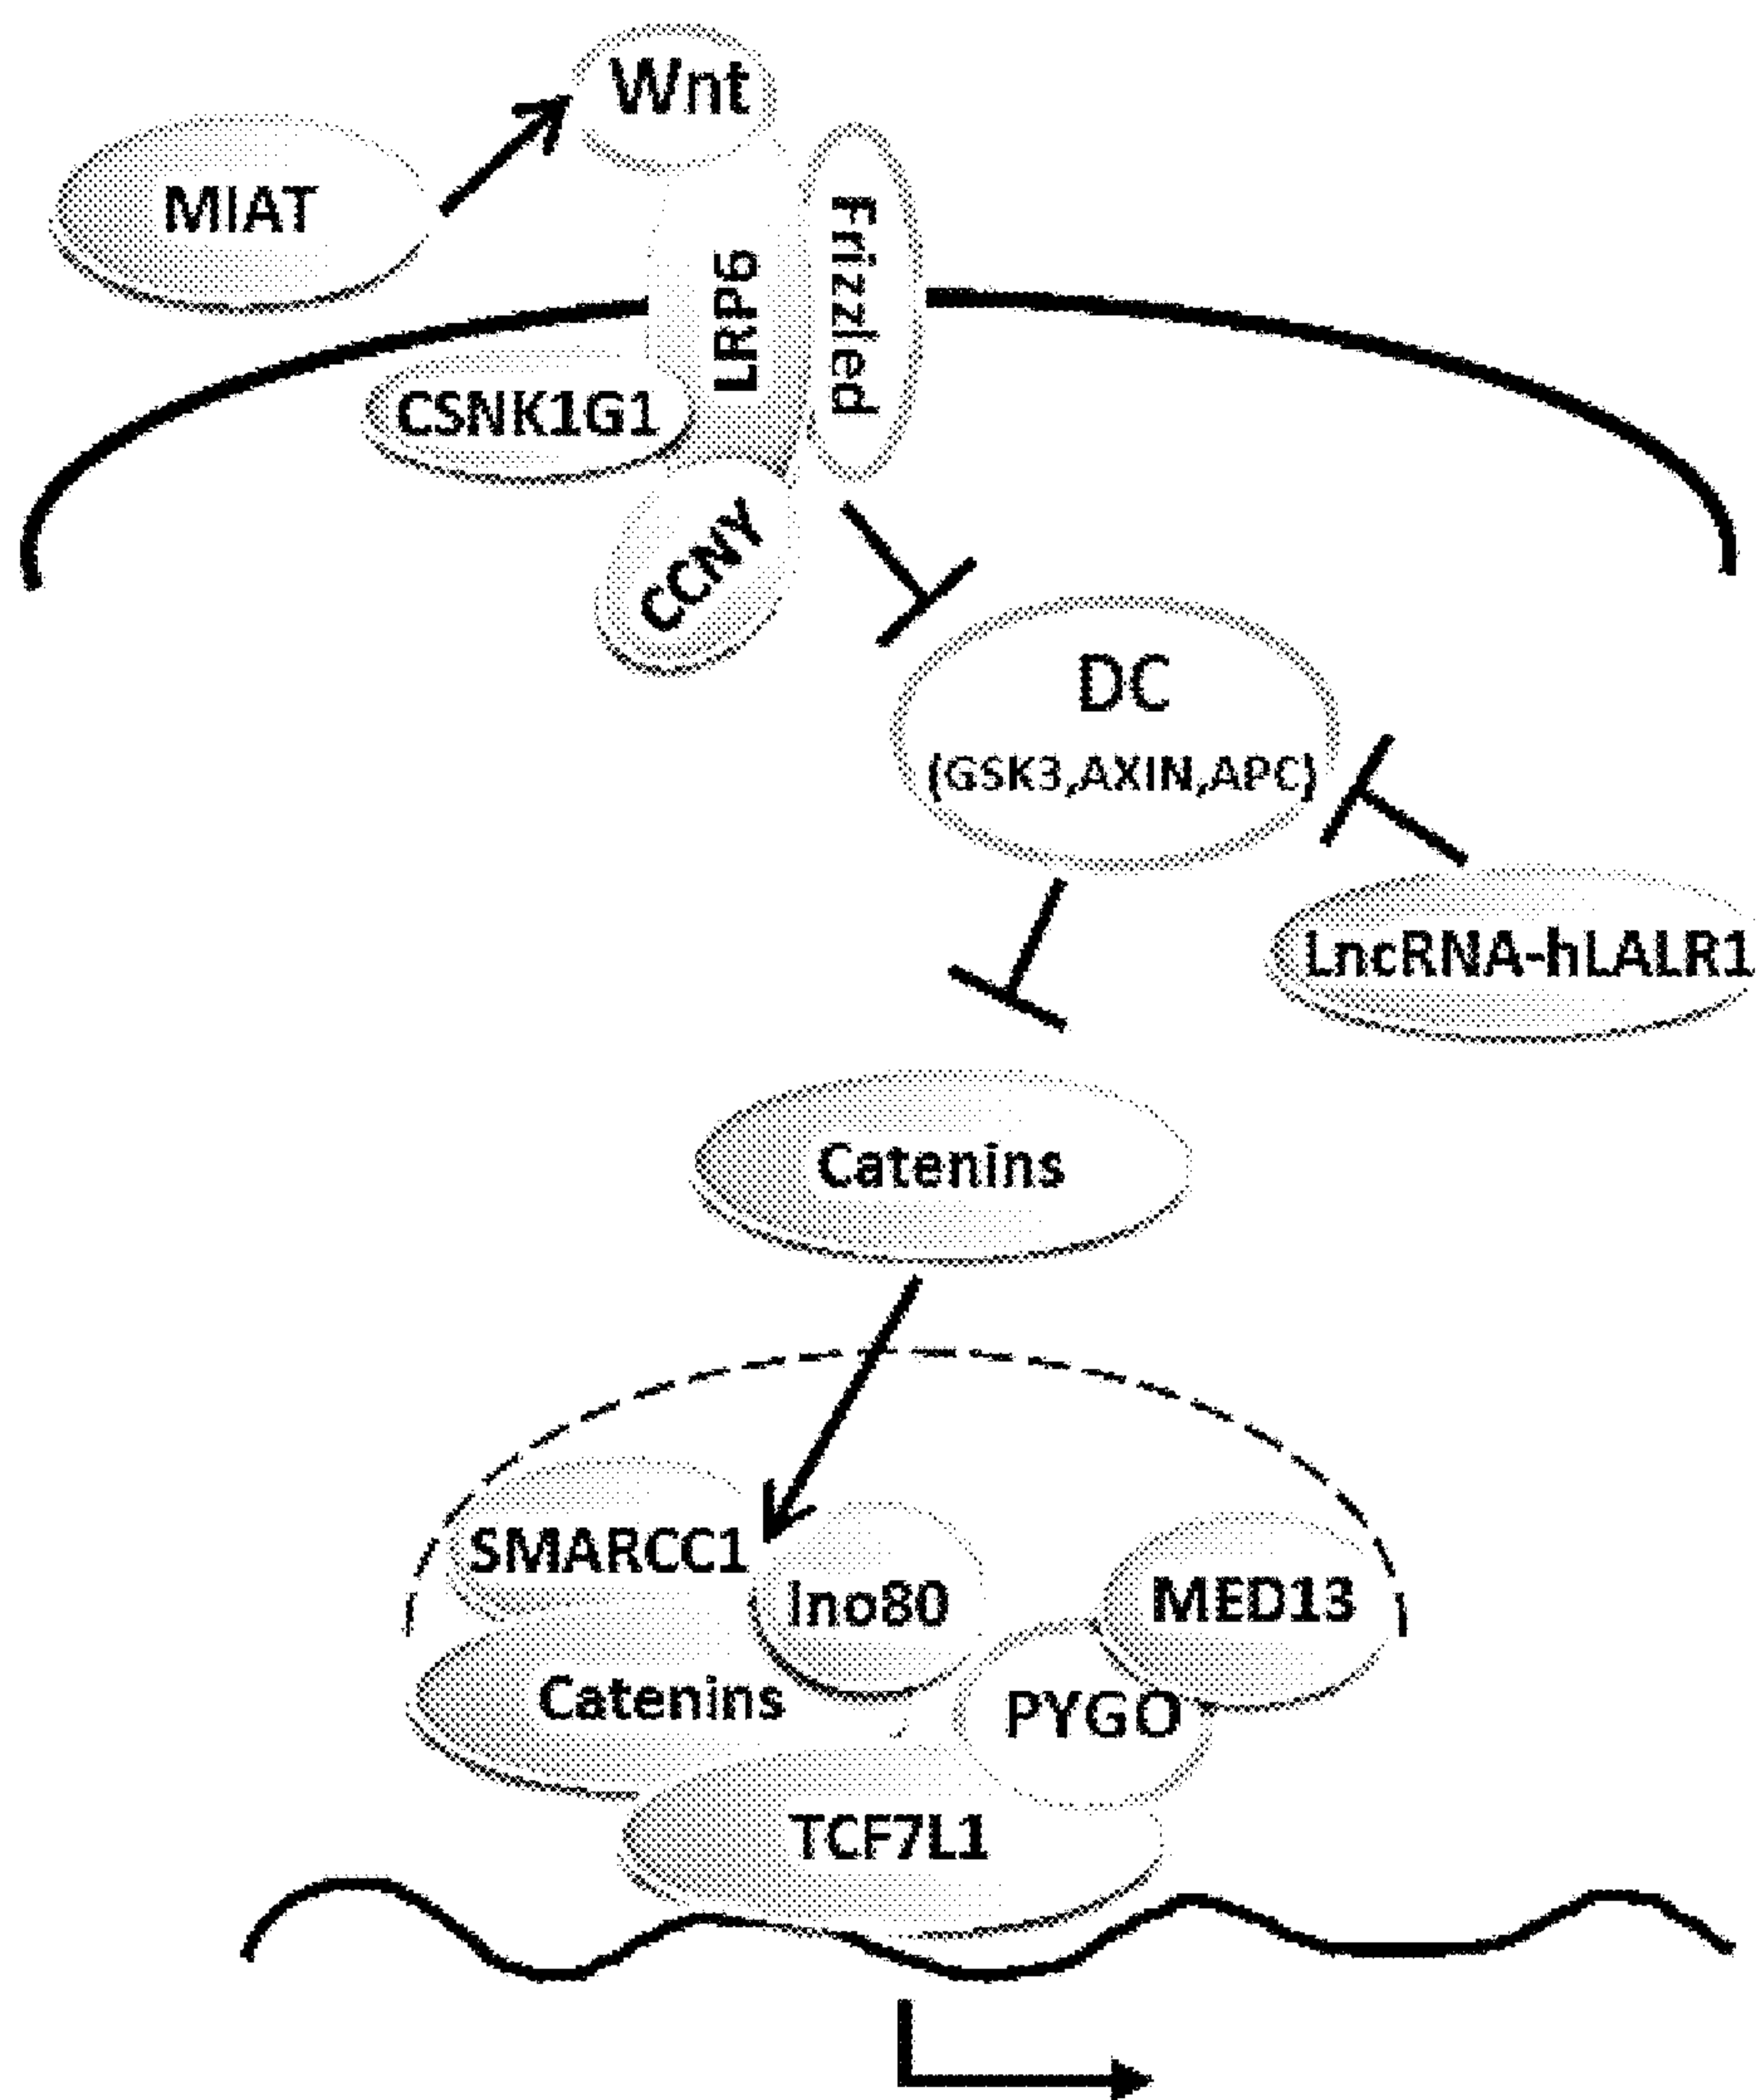 Wnt
MIAT
LRP6
Frizzled
CSNK1G1
CCNY
DC
(GSK3,AXIN,APC)
LncRNA-hLALR1
Catenins
SMARCC1
Ino80
MED13
Catenins
PYGO
TCF7L1